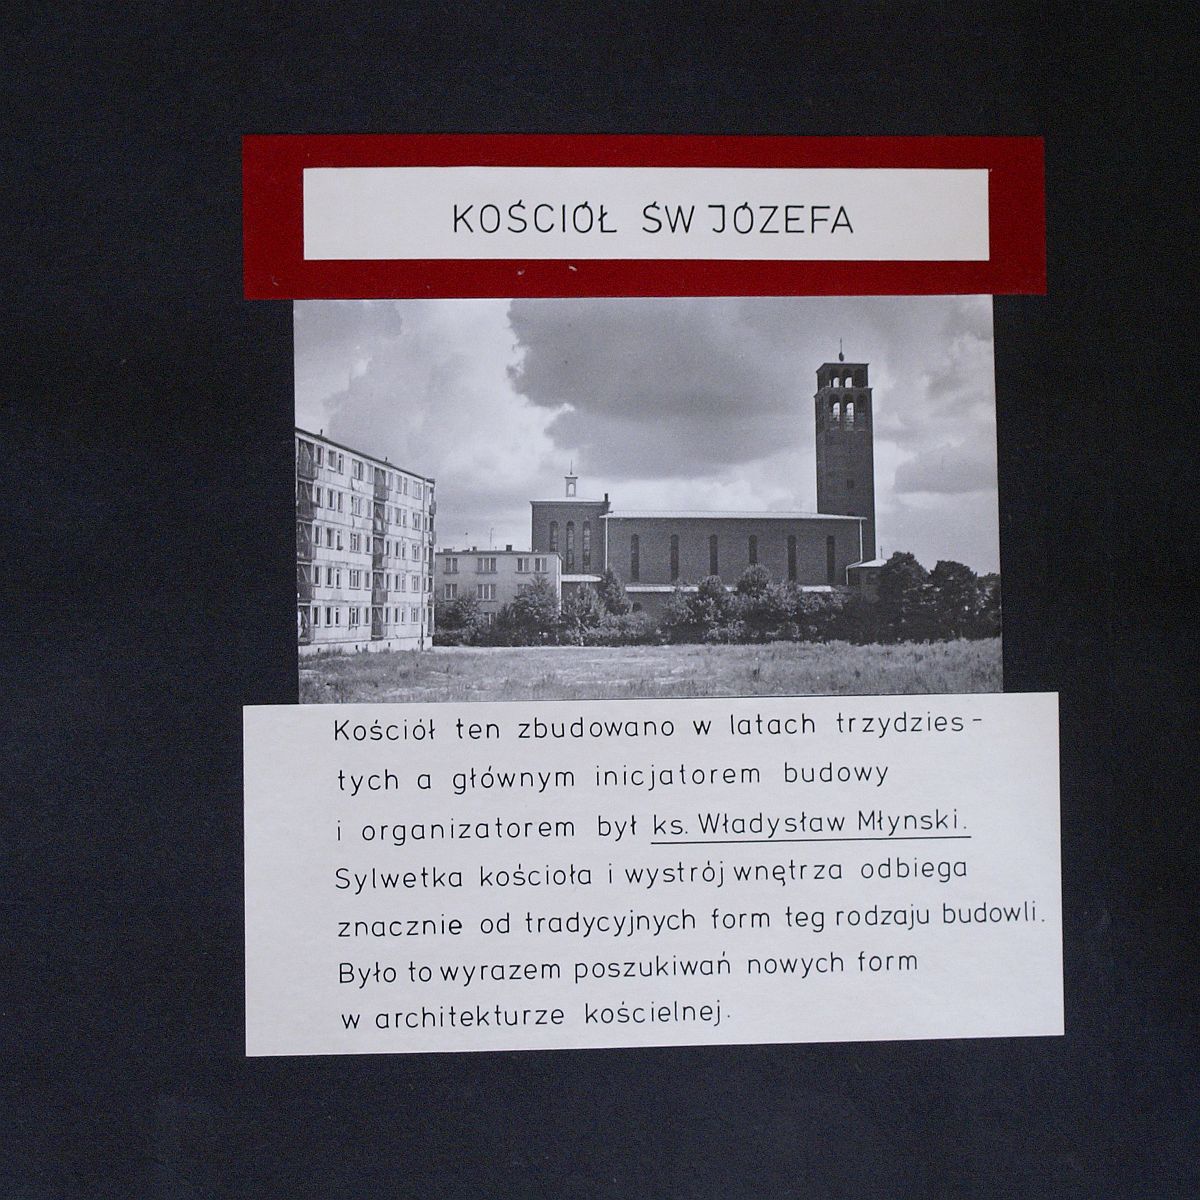 KOŚCIÓŁ ŚW JÓZEFA
Kościół ten zbudowano w latach trzydzies-
tych a głównym inicjatorem budowy
i organizatorem był ks. Władysław Młynski.
Sylwetka kościoła i wystrój wnętrza odbiega
znacznie od tradycyjnych form teg rodzaju budowli.
Było to wyrazem poszukiwań nowych form
w architekturze kościelnej.